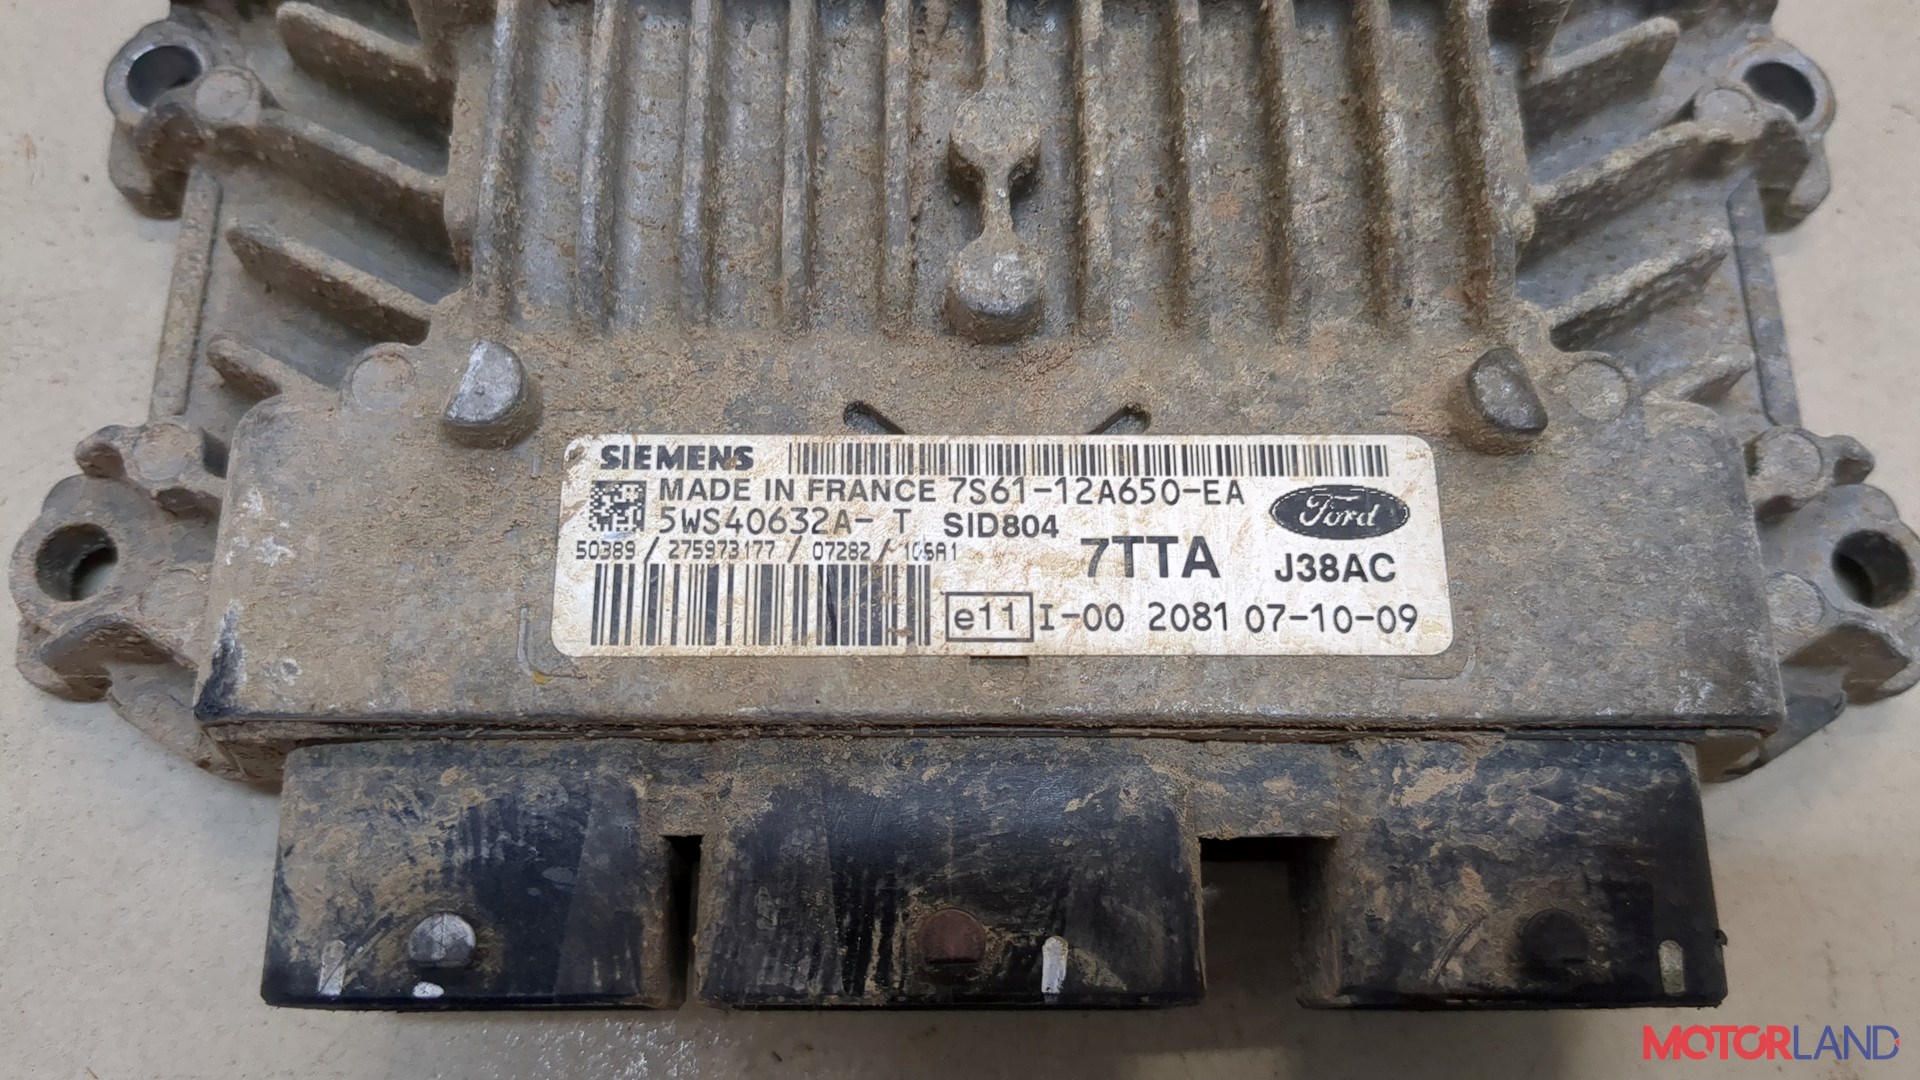 SIEMENS
MADE IN FRANCE 7S61-12A650-EA
5WS40632A- T SID804
Ford
50389 / 275973177 / 07282 /
7TTA J38AC
e11 I-00 2081 07-10-09
MOTORLAND